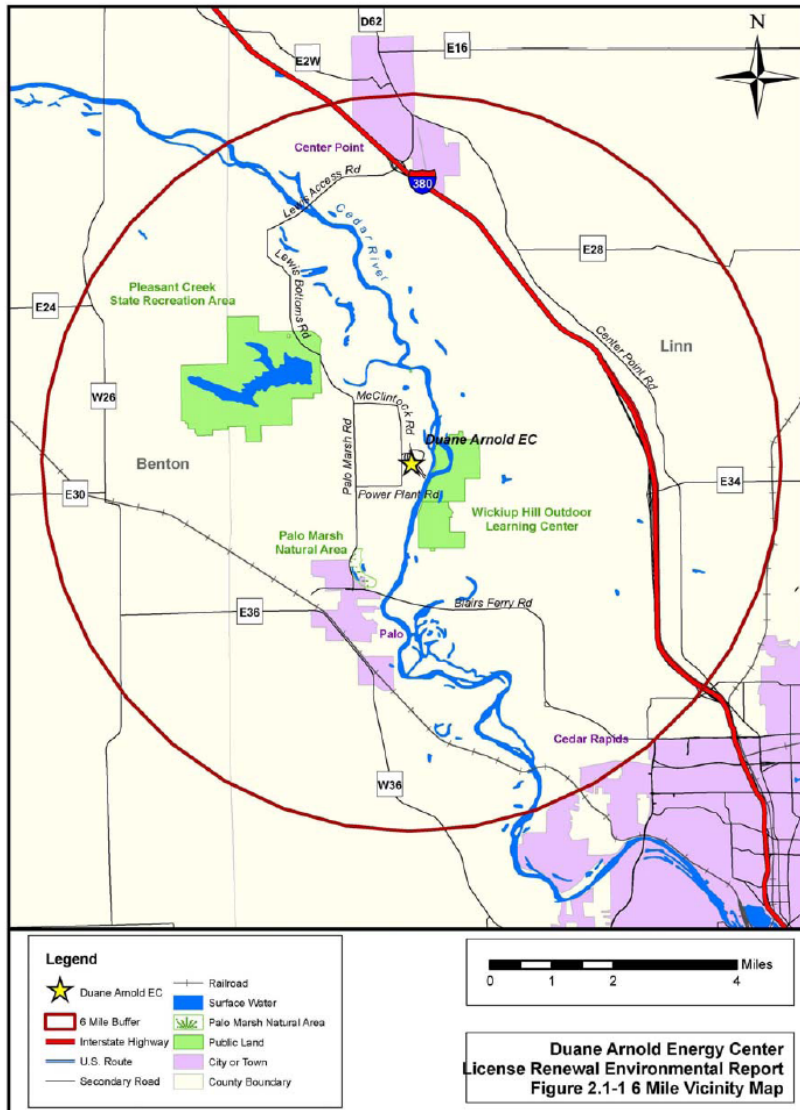 D62
N
E2W
E16
Center Point
380
Lewis Access Rd
Cedar River
E28
Pleasant Creek
State Recreation Area
Lewis Bottoms Rd
E24
Center Point Rd
Linn
W26
McClintock Rd
Duane Arnold EC
Palo Marsh Rd
Benton
E34
E30
Power Plant Rd
Wickiup Hill Outdoor
Learning Center
Palo Marsh
Natural Area
E36
Blairs Ferry Rd
Palo
Cedar Rapids
W36
Legend
Duane Arnold EC
6 Mile Buffer
Interstate Highway
U.S. Route
Secondary Road
Railroad
Surface Water
Palo Marsh Natural Area
Public Land
City or Town
County Boundary
Miles
0 1 2 4
Duane Arnold Energy Center
License Renewal Environmental Report
Figure 2.1-1 6 Mile Vicinity Map